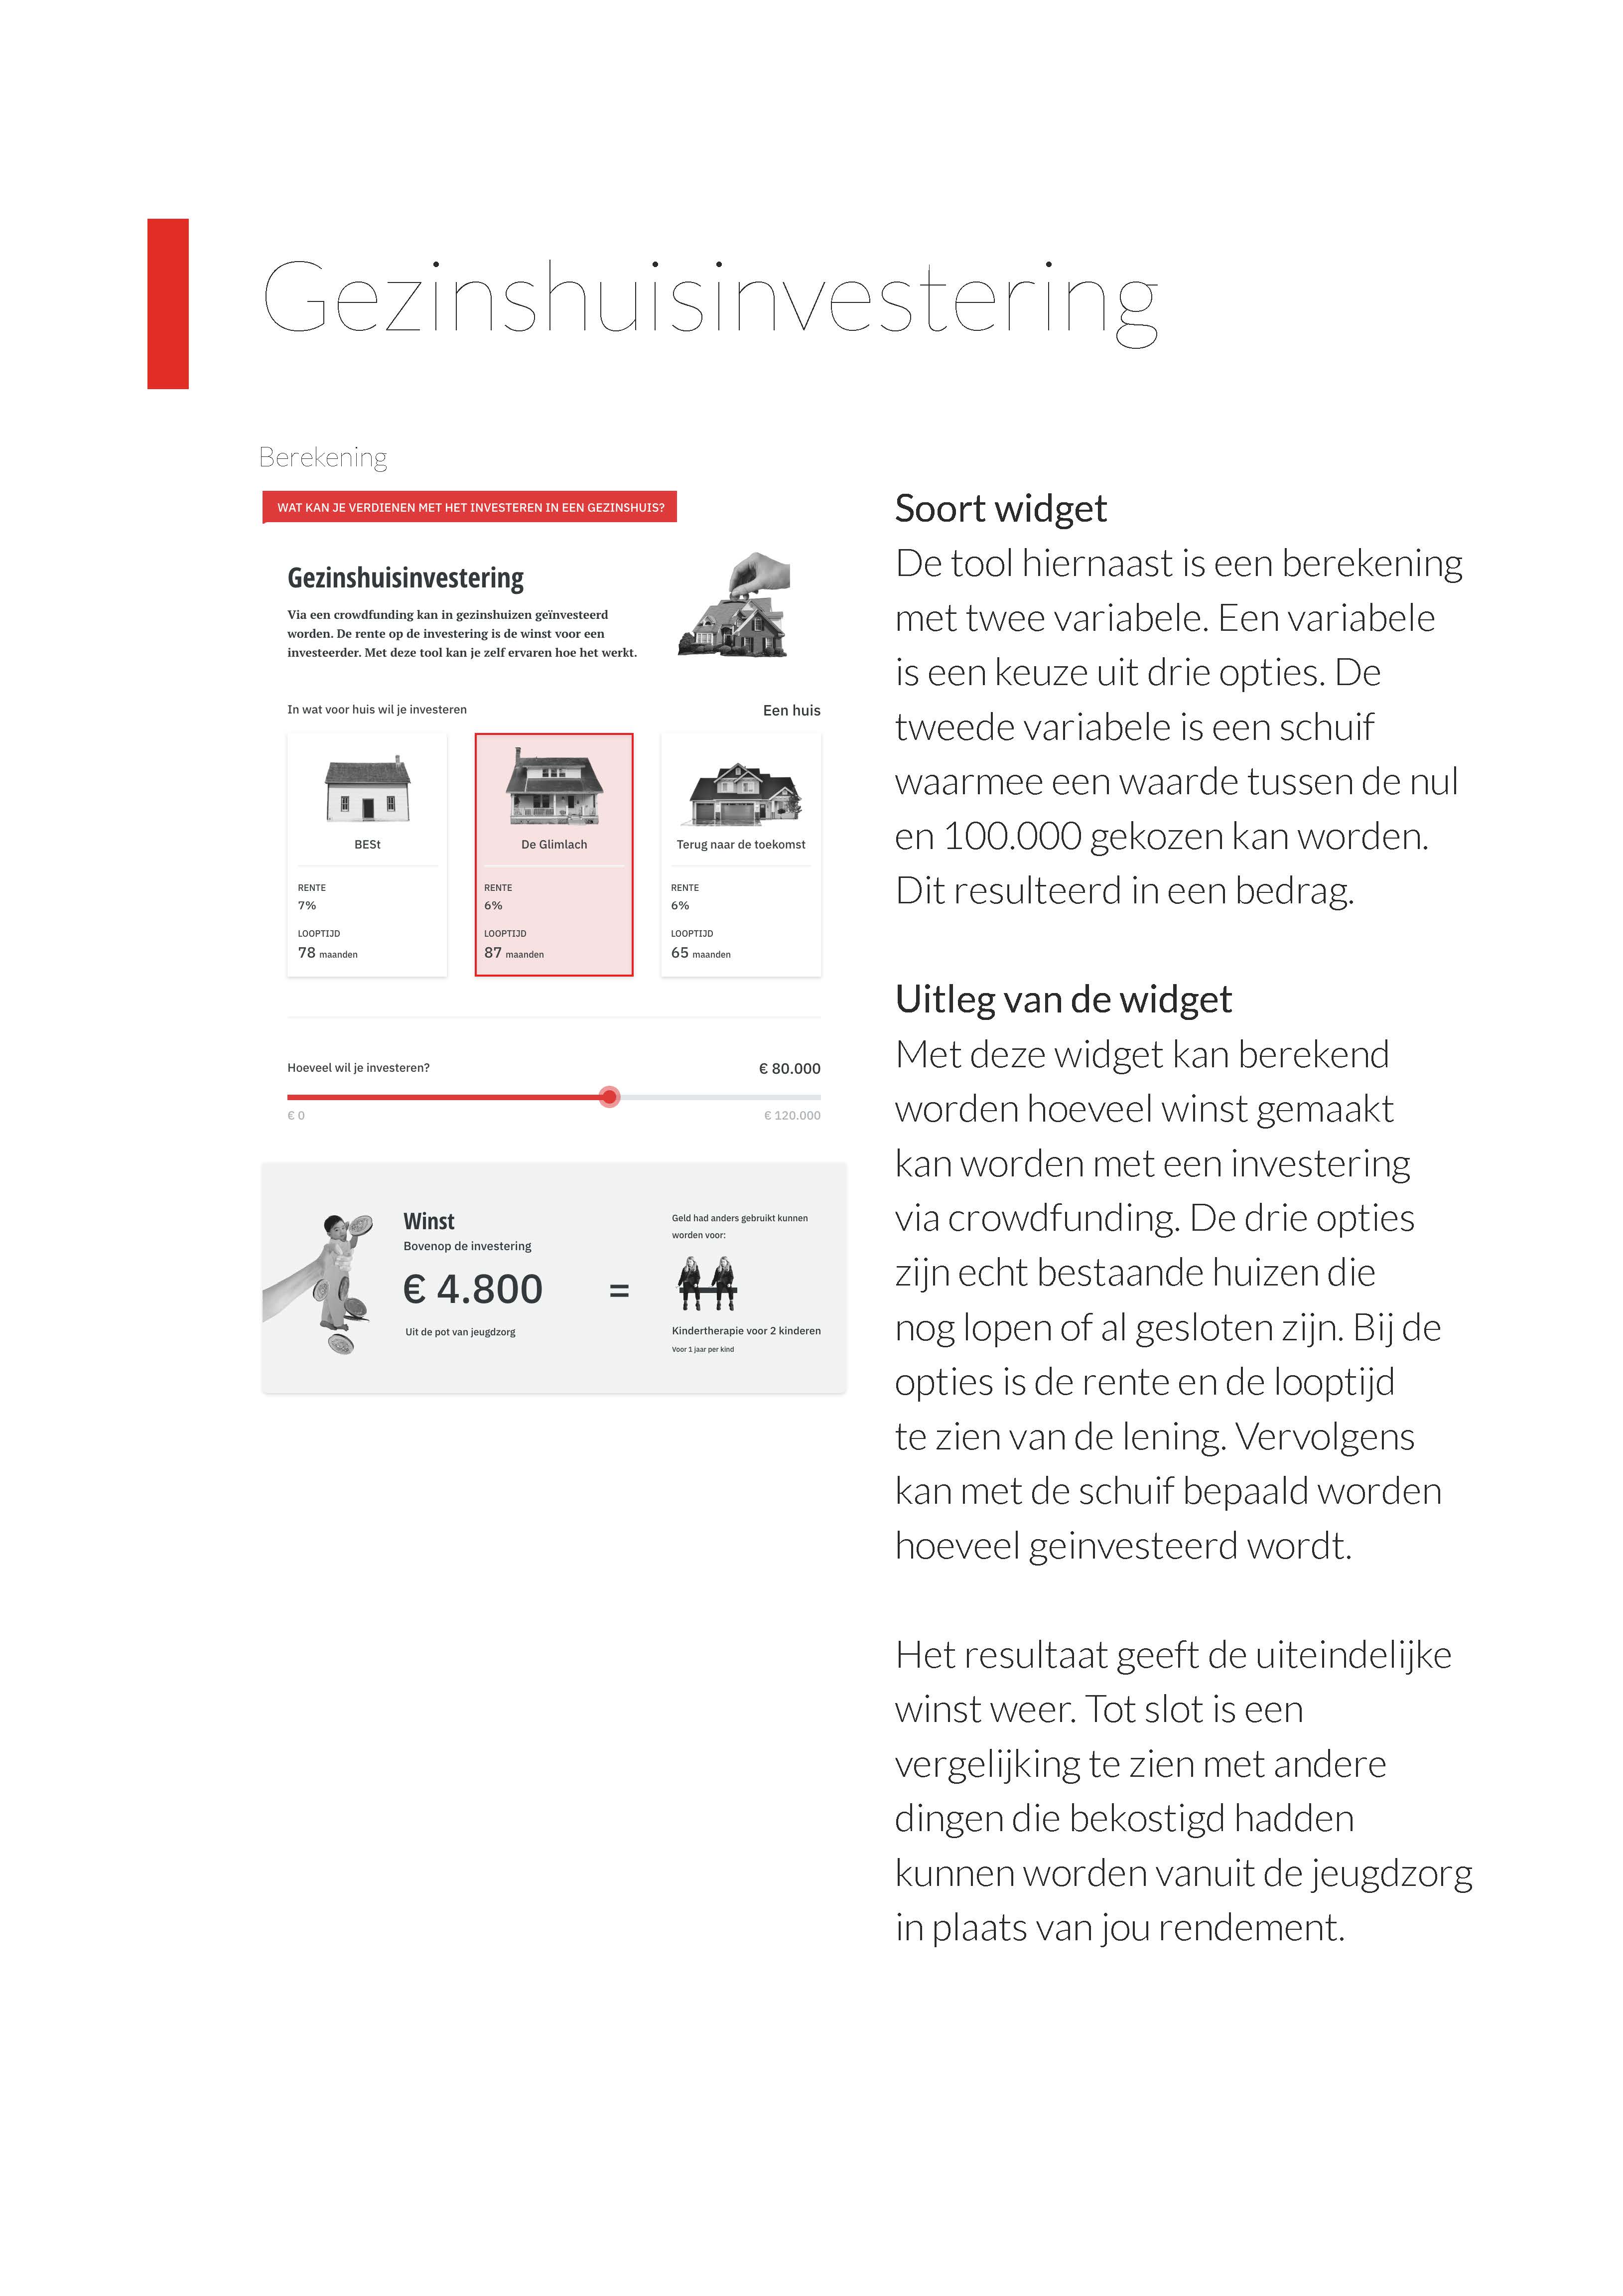 Gezinshuisinvestering
Berekening
WAT KAN JE VERDIENEN MET HET INVESTEREN IN EEN GEZINSHUIS?
Gezinshuisinvestering
Via een crowdfunding kan in gezinshuizen geïnvesteerd
worden. De rente op de investering is de winst voor een
investeerder. Met deze tool kan je zelf ervaren hoe het werkt.
In wat voor huis wil je investeren
Een huis
BESt
RENTE
7%
LOOPTIJD
78 maanden
De Glimlach
RENTE
6%
LOOPTIJD
87 maanden
Terug naar de toekomst
RENTE
6%
LOOPTIJD
65 maanden
Hoeveel wil je investeren?
€ 80.000
€ 0
€ 120.000
Winst
Bovenop de investering
€ 4.800
Uit de pot van jeugdzorg
=
Geld had anders gebruikt kunnen
worden voor:
Kindertherapie voor 2 kinderen
Voor 1 jaar per kind
Soort widget
De tool hiernaast is een berekening
met twee variabele. Een variabele
is een keuze uit drie opties. De
tweede variabele is een schuif
waarmee een waarde tussen de nul
en 100.000 gekozen kan worden.
Dit resulteerd in een bedrag.
Uitleg van de widget
Met deze widget kan berekend
worden hoeveel winst gemaakt
kan worden met een investering
via crowdfunding. De drie opties
zijn echt bestaande huizen die
nog lopen of al gesloten zijn. Bij de
opties is de rente en de looptijd
te zien van de lening. Vervolgens
kan met de schuif bepaald worden
hoeveel geinvesteerd wordt.
Het resultaat geeft de uiteindelijke
winst weer. Tot slot is een
vergelijking te zien met andere
dingen die bekostigd hadden
kunnen worden vanuit de jeugdzorg
in plaats van jou rendement.